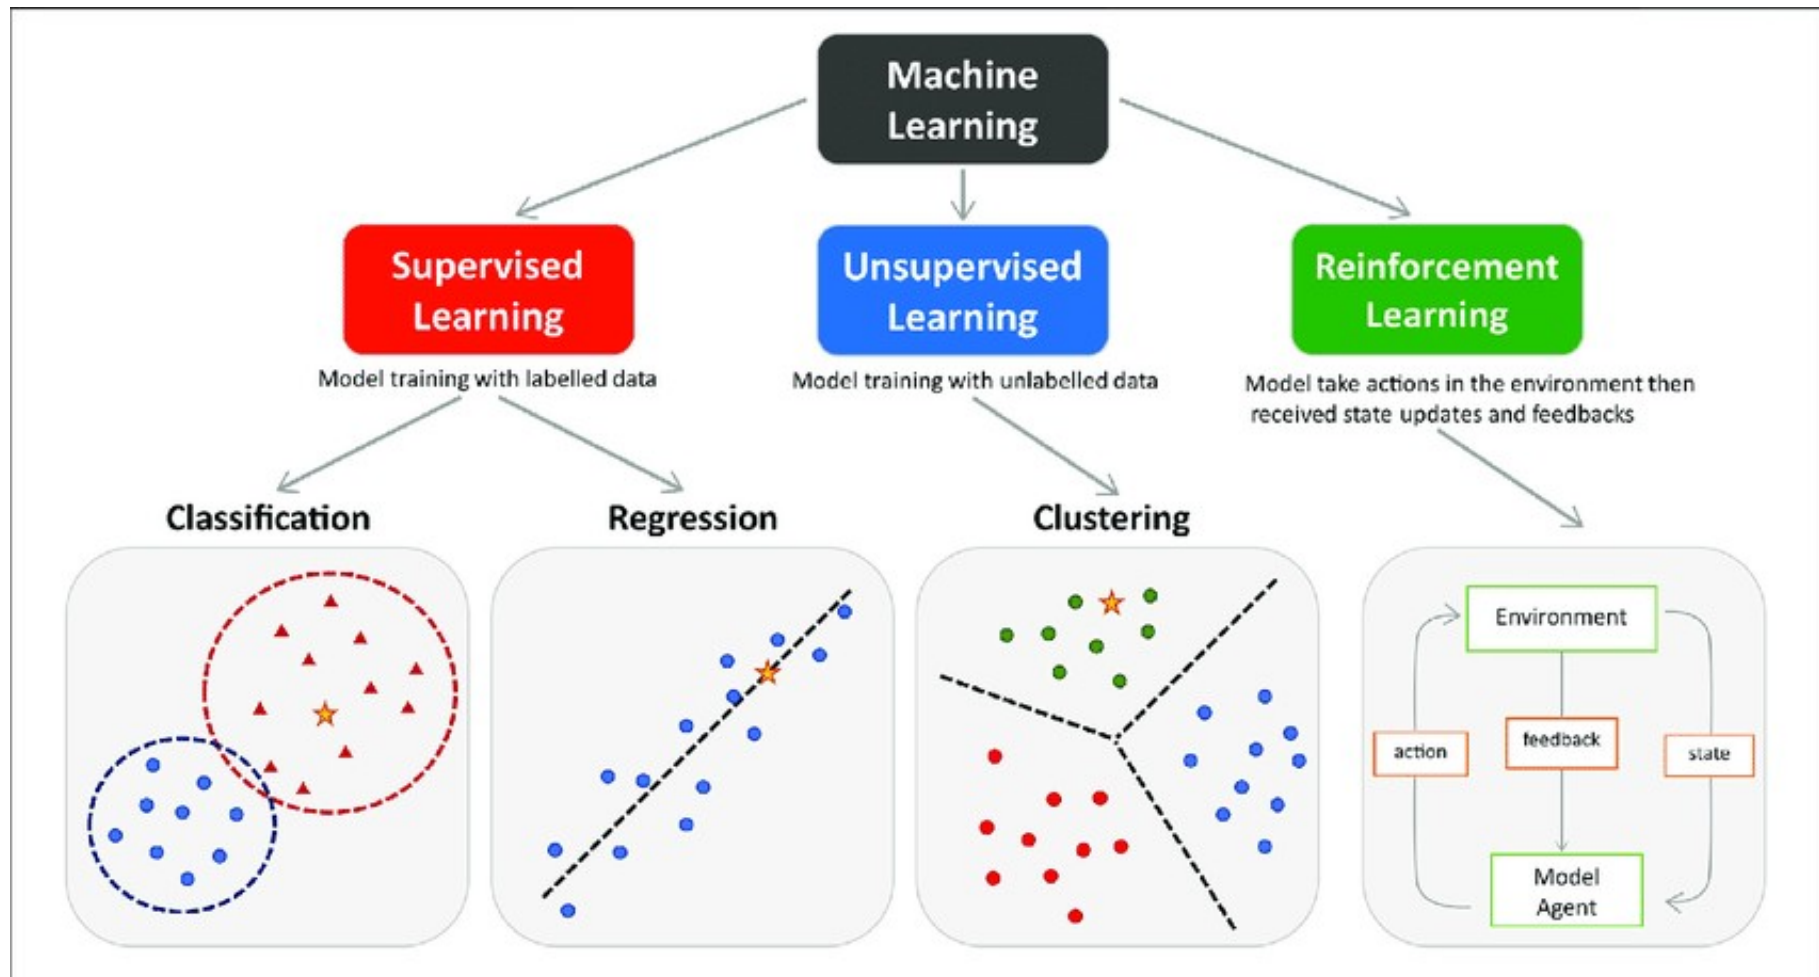 Machine
Learning
Supervised
Learning
Unsupervised
Learning
Reinforcement
Learning
Model training with labelled data
Model training with unlabelled data
Model take actions in the environment then
received state updates and feedbacks
Classification
Regression
Clustering
Environment
action
feedback
state
Model
Agent